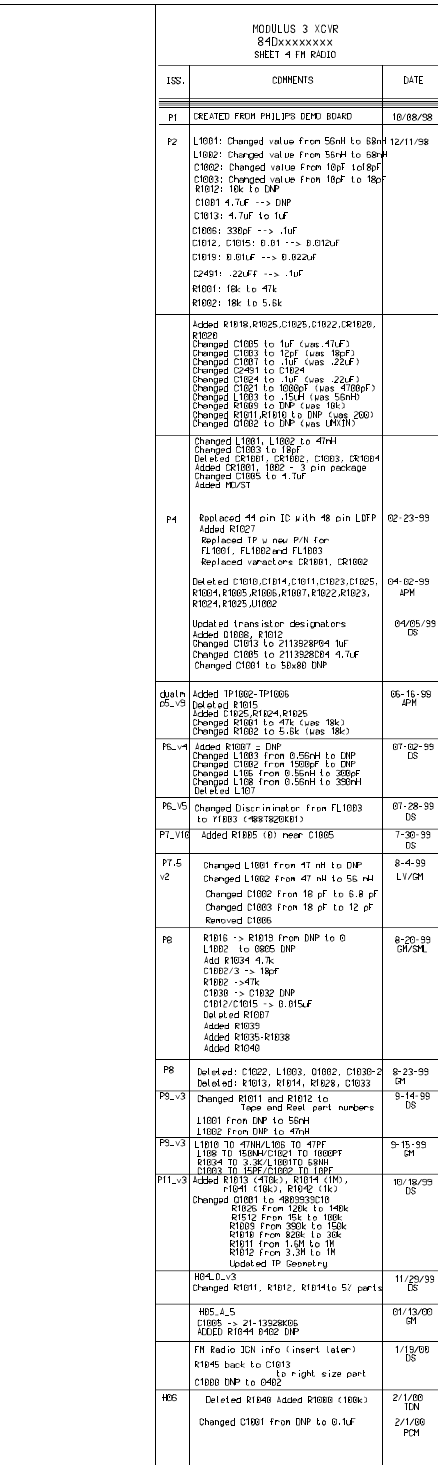 MODULUS 3 XCVR
84Dxxxxxxxx
SHEET 4 FM RADIO
ISS. COMMENTS DATE
P1 CREATED FROM PHILIPS DEMO BOARD 10/08/98
P2 L1001: Changed value from 56nH to 68nH 12/11/98
L1002: Changed value from 56nH to 68nH
C1002: Changed value from 10pF to18pF
C1003: Changed value from 10pF to 18pF
R1012: 10k to DNP
C1001 4.7uF --> DNP
C1013: 4.7uF to 1uF
C1006: 330pF --> .1uF
C1012, C1015: 0.01 --> 0.012uF
C1019: 0.01uF --> 0.022uF
C2491: .22uFf --> .1uF
R1001: 18k to 47k
R1002: 18k to 5.6k
Added R1018,R1025,C1025,C1022,CR1020,
R1020
Changed C1005 to 1uF (was.47uF)
Changed C1003 to 12pF (was 18pF)
Changed C1007 to .1uF (was .22uF)
Changed C2491 to C1024
Changed C1024 to .1uF (was .22uF)
Changed C1021 to 1000pF (was 4700pF)
Changed L1003 to .15uH (was 56nH)
Changed R1009 to DNP (was 10k)
Changed R1011,R1010 to DNP (was 200)
Changed Q1002 to DNP (was UMXIN)
Changed L1001, L1002 to 47nH
Changed C1003 to 18pF
Deleted CR1001, CR1002, C1003, CR1004
Added CR1001, 1002 - 3 pin package
Changed C1005 to 4.7uF
Added MO/ST
P4 Replaced 44 pin IC with 48 pin LQFP 02-23-99
Added R1027
Replaced TP w new P/N for
FL1001, FL1002and FL1003
Replaced varactors CR1001, CR1002
Deleted C1010,C1014,C1011,C1023,C1025, 04-02-99
R1004,R1005,R1006,R1007,R1022,R1023, APM
R1024,R1025,U1002
Updated transistor designators 04/05/99
Added Q1008, R1012 DS
Changed C1013 to 2113928P04 1uF
Changed C1005 to 2113928C04 4.7uF
Changed C1001 to 50x80 DNP
dualm Added TP1002-TP1006 06-16-99
p5_v9 Deleted R1015 APM
Added C1025,R1024,R1025
Changed R1001 to 47k (was 18k)
Changed R1002 to 5.6k (was 18k)
P6_v4 Added R1007 = DNP 07-02-99
Changed L1003 from 0.56nH to DNP DS
Changed C1002 from 1500pF to DNP
Changed L106 from 0.56nH to 300pF
Changed L108 from 0.56nH to 390nH
Deleted L107
P6_V5 Changed Discriminator from FL1003 07-28-99
to Y1003 (488T820K01) DS
P7_V10 Added R1005 (0) near C1005 7-30-99
DS
P7.5 Changed L1001 from 47 nH to DNP 8-4-99
v2 Changed L1002 from 47 nH to 56 nH LV/GM
Changed C1002 from 18 pF to 6.8 pF
Changed C1003 from 18 pF to 12 pF
Removed C1006
P8 R1016 -> R1019 from DNP to 0 8-20-99
L1002 to 0805 DNP GM/SML
Add R1034 4.7k
C1002/3 -> 18pf
R1002 ->47k
C1030 -> C1032 DNP
C1012/C1015 -> 0.015uF
Deleted R1007
Added R1039
Added R1035-R1038
Added R1040
P8 Deleted: C1022, L1003, Q1002, C1030-2 8-23-99
Deleted: R1013, R1014, R1028, C1033 GM
P9_v3 Changed R1011 and R1012 to 9-14-99
Tape and Reel part numbers DS
L1001 from DNP to 56nH
L1002 from DNP to 47nH
P9_v3 L1010 TO 47NH/L106 TO 47PF 9-15-99
L108 TO 150NH/C1021 TO 1000PT GM
R1034 TO 3.3K/L1001TO 68NH
C1003 TO 15PF/C1002 TO 10PF
P11_v3 Added R1013 (470k), R1014 (1M), 10/18/99
r1041 (10k), R1042 (1k) DS
Changed Q1001 to 4809939C10
R1026 from 120k to 140k
R1512 from 15k to 100k
R1009 from 390k to 150k
R1010 from 820k to 30k
R1011 from 1.6M to 1M
R1012 from 3.3M to 1M
Updated TP Geometry
H04_D_v3 11/29/99
Changed R1011, R1012, R1014to 5% parts DS
H05_A_5 01/13/00
C1005 -> 21-13928K06 GM
ADDED R1044 0402 DNP
FM Radio ICN info (insert later) 1/19/00
R1045 back to C1013 DS
to right size part
C1000 DNP to 0402
H06 Deleted R1040 Added R1000 (100k) 2/1/00
TDN
Changed C1001 from DNP to 0.1uF 2/1/00
PCM